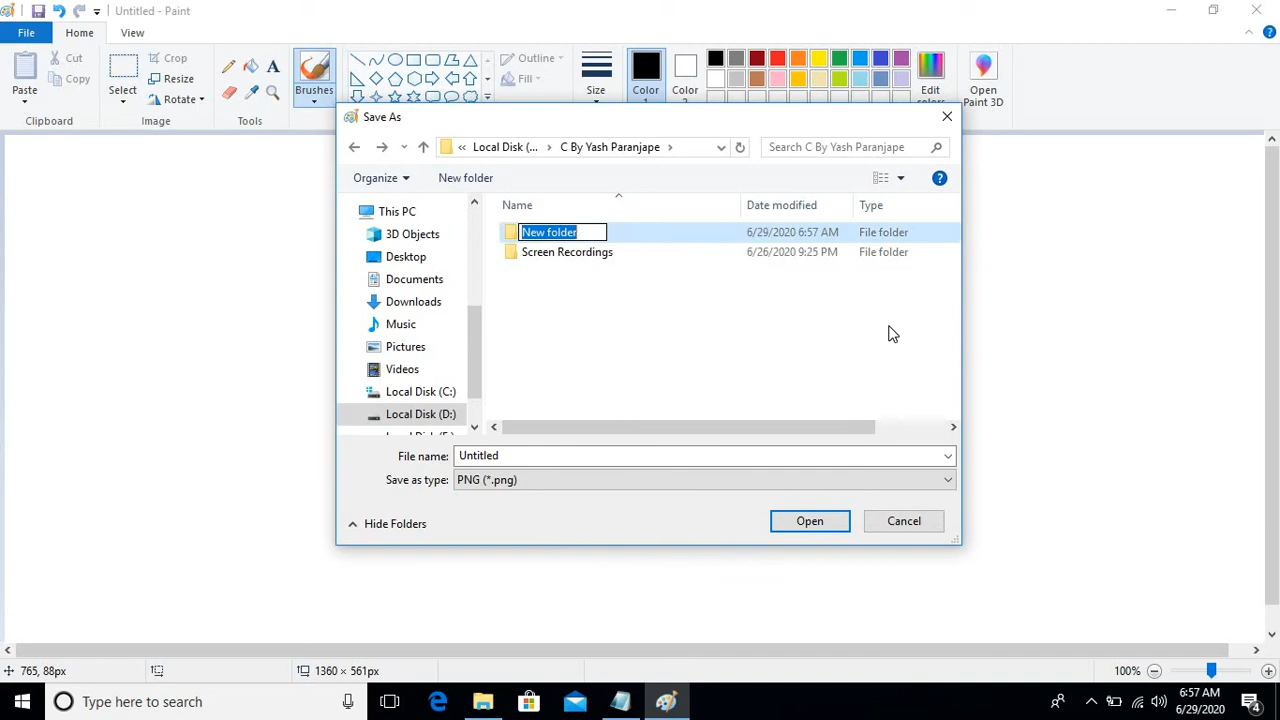 Untitled - Paint
File
Home
View
Paste
Cut
Copy
Clipboard
Select
Crop
Resize
Rotate
Image
A
Tools
Brushes
Outline
Fill
Size
Color
1
Color
2
Edit
colors
Open
Paint 3D
Save As
« Local Disk (... > C By Yash Paranjape >
Search C By Yash Paranjape
Organize
New folder
Name
Date modified
Type
This PC
3D Objects
Desktop
Documents
Downloads
Music
Pictures
Videos
Local Disk (C:)
Local Disk (D:)
New folder
6/29/2020 6:57 AM
File folder
Screen Recordings
6/26/2020 9:25 PM
File folder
File name:
Untitled
Save as type:
PNG (*.png)
Hide Folders
Open
Cancel
765, 88px
1360 × 561px
100%
Type here to search
6:57 AM
6/29/2020
4